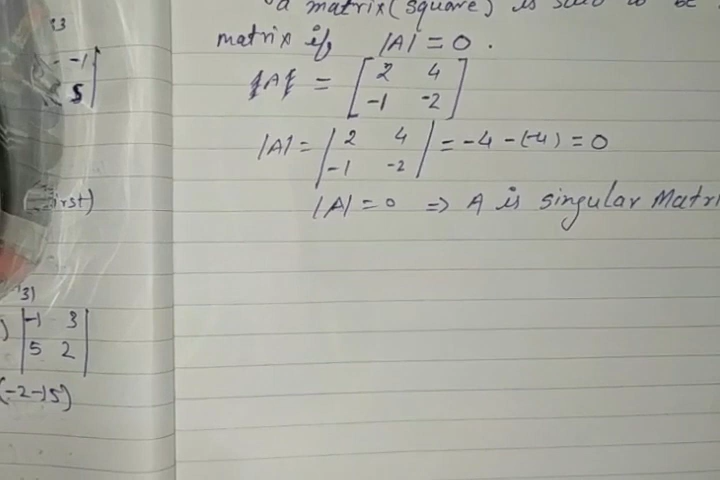 a matrix (square) is said to be
matrix if |A| = 0 .
A = [ 2 4
-1 -2 ]
|A| = | 2 4
-1 -2 | = -4 - (-4) = 0
|A| = 0 ⇒ A is singular Matri
-1
5 |
irst)
3)
) | -1 3
5 2 |
(-2-15)